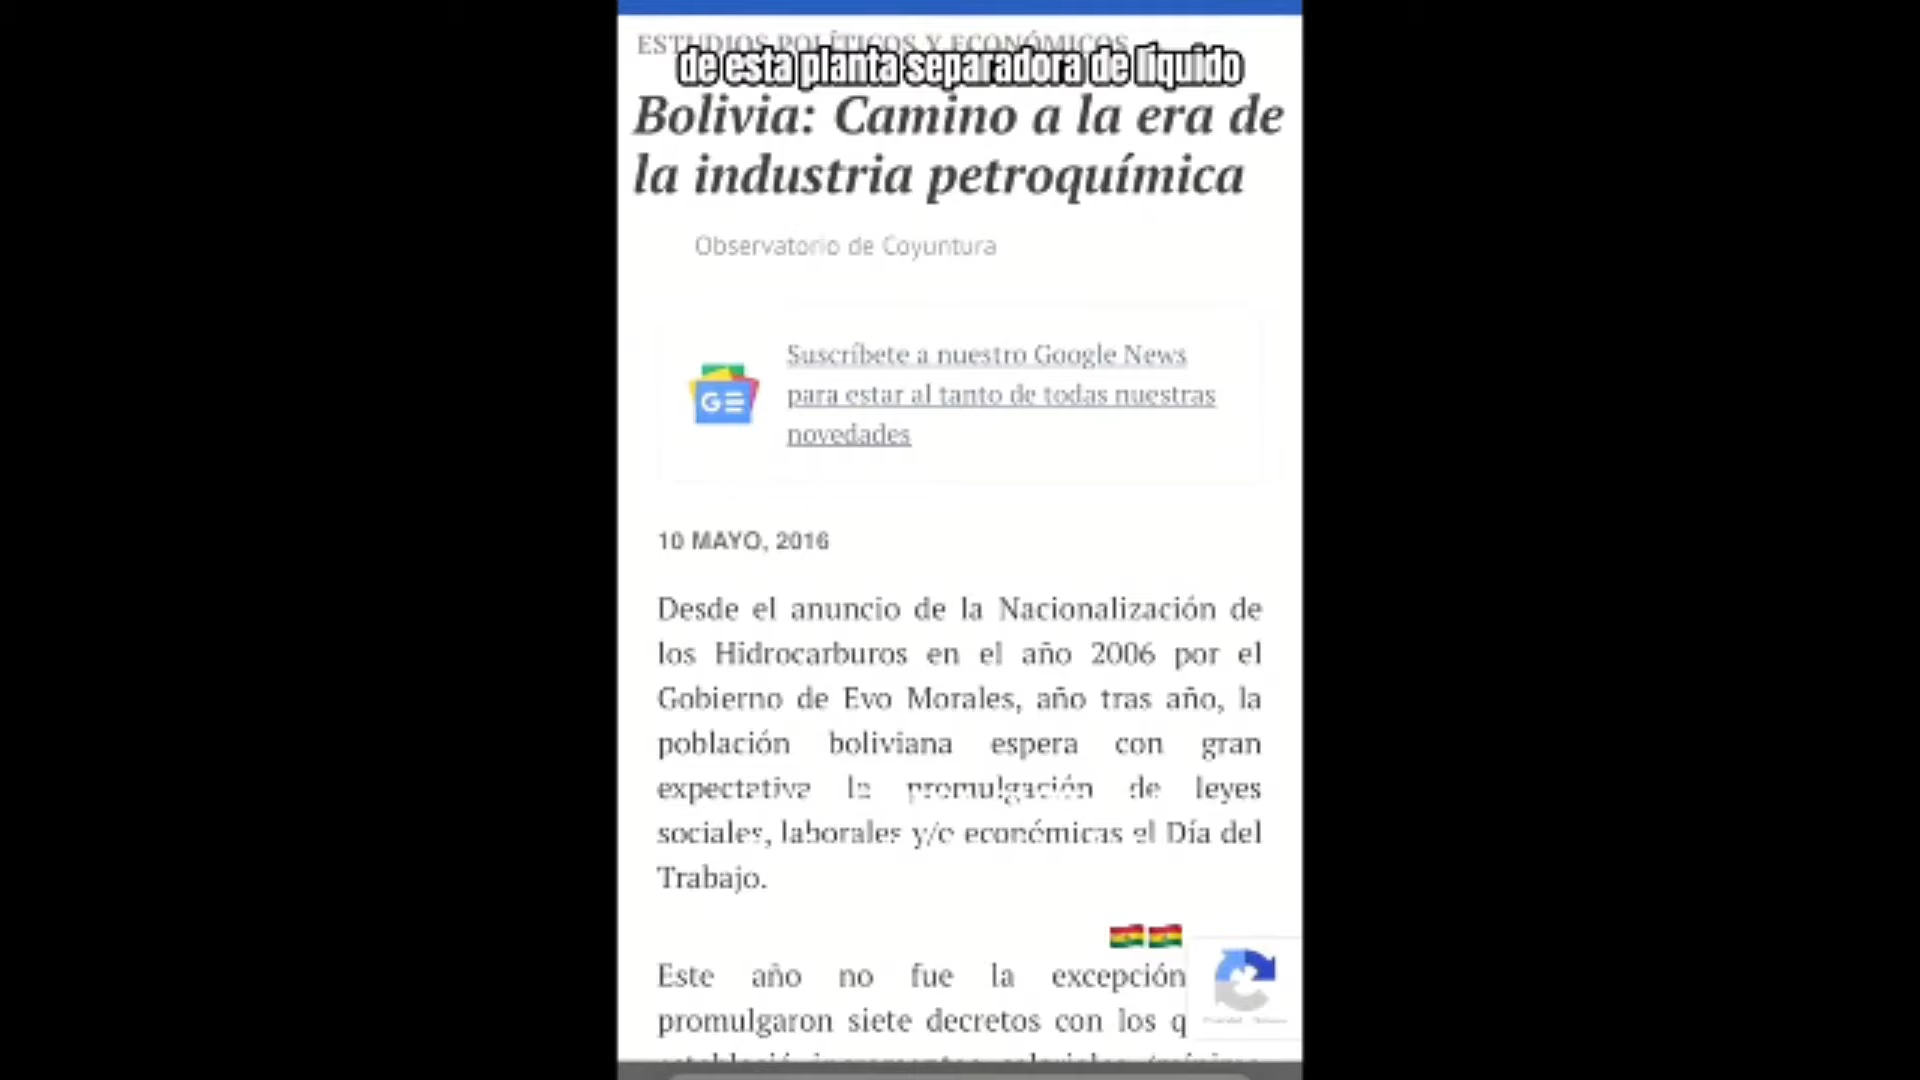 ESTUDIOS POLÍTICOS Y ECONÓMICOS
de esta planta separadora de líquido
Bolivia: Camino a la era de
la industria petroquímica
Observatorio de Coyuntura
Suscríbete a nuestro Google News
para estar al tanto de todas nuestras
novedades
GE
10 MAYO, 2016
Desde el anuncio de la Nacionalización de
los Hidrocarburos en el año 2006 por el
Gobierno de Evo Morales, año tras año, la
población boliviana espera con gran
expectativa la promulgación de leyes
sociales, laborales y/o económicas el Día del
Trabajo.
Este año no fue la excepción
promulgaron siete decretos con los q